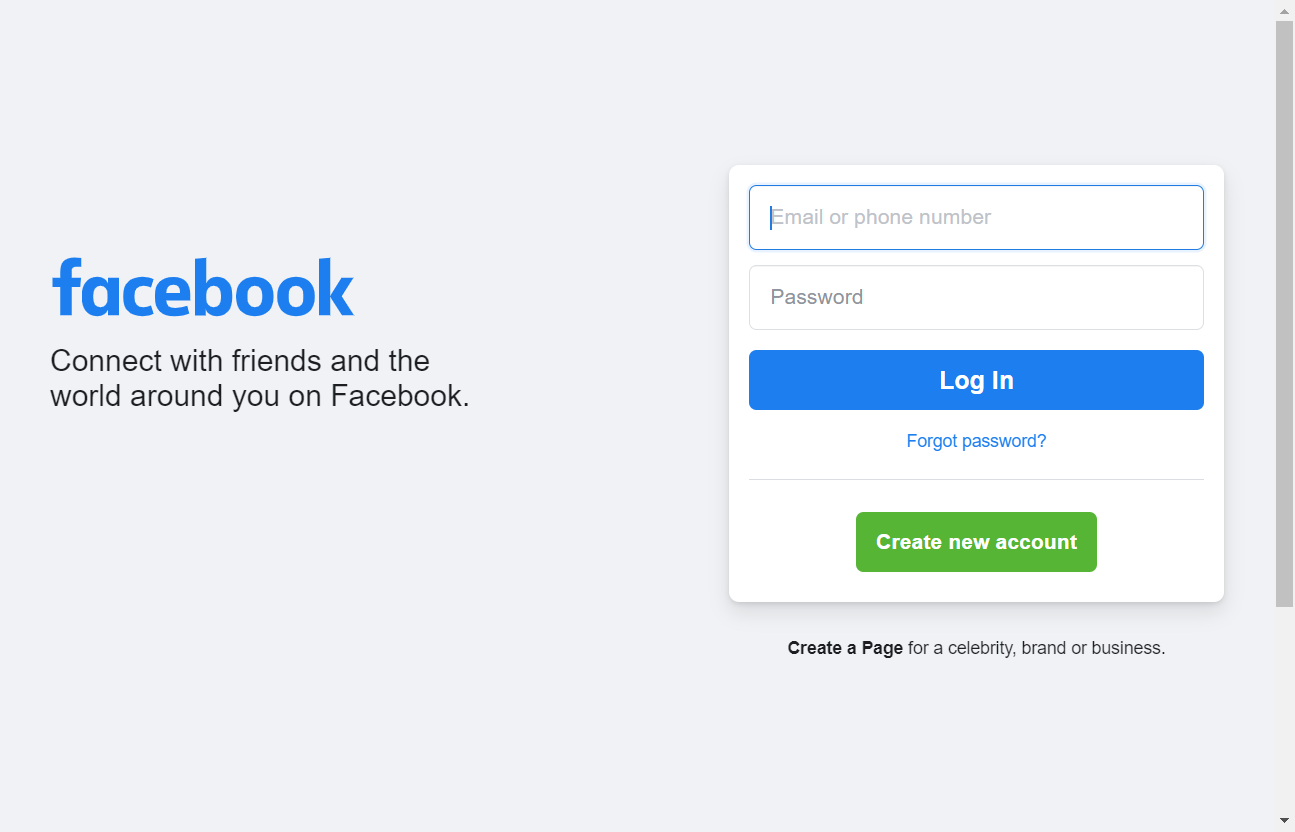 facebook
Connect with friends and the
world around you on Facebook.
Email or phone number
Password
Log In
Forgot password?
Create new account
Create a Page for a celebrity, brand or business.